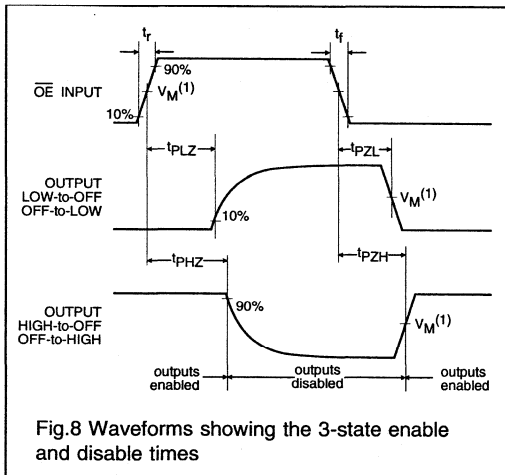 tr
tf
90%
OE INPUT
VM(1)
10%
tPLZ
tPZL
OUTPUT
LOW-to-OFF
OFF-to-LOW
VM(1)
10%
tPHZ
tPZH
OUTPUT
HIGH-to-OFF
OFF-to-HIGH
90%
VM(1)
outputs
enabled
outputs
disabled
outputs
enabled
Fig.8 Waveforms showing the 3-state enable
and disable times